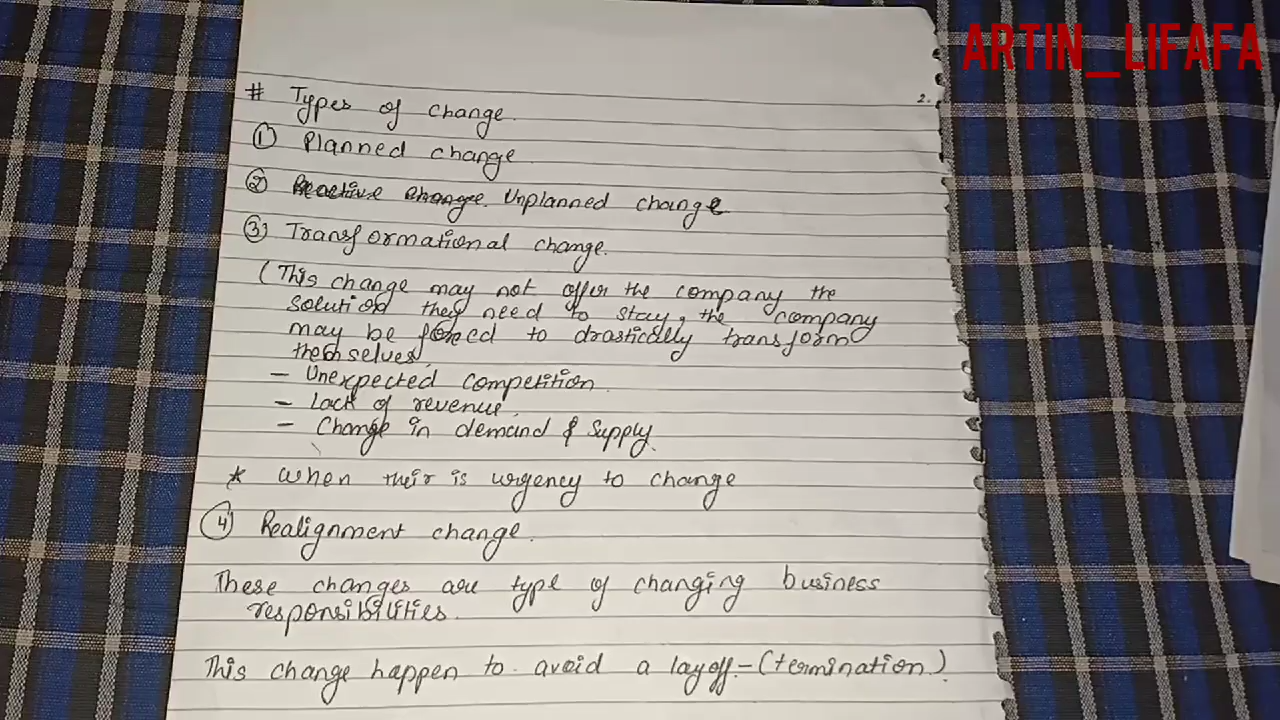 ARTIN_LIFAFA
2.
# Types of change.
① Planned change.
② Reactive change. Unplanned change
③ Transformational change.
(This change may not offer the company the
solution they need to stay, the company
may be forced to drastically transform
themselves.
- Unexpected competition.
- Lack of revenue.
- Change in demand & Supply.
* When their is urgency to change
④ Realignment change.
These changes are type of changing business
responsibilities.
This change happen to avoid a layoff - (termination).